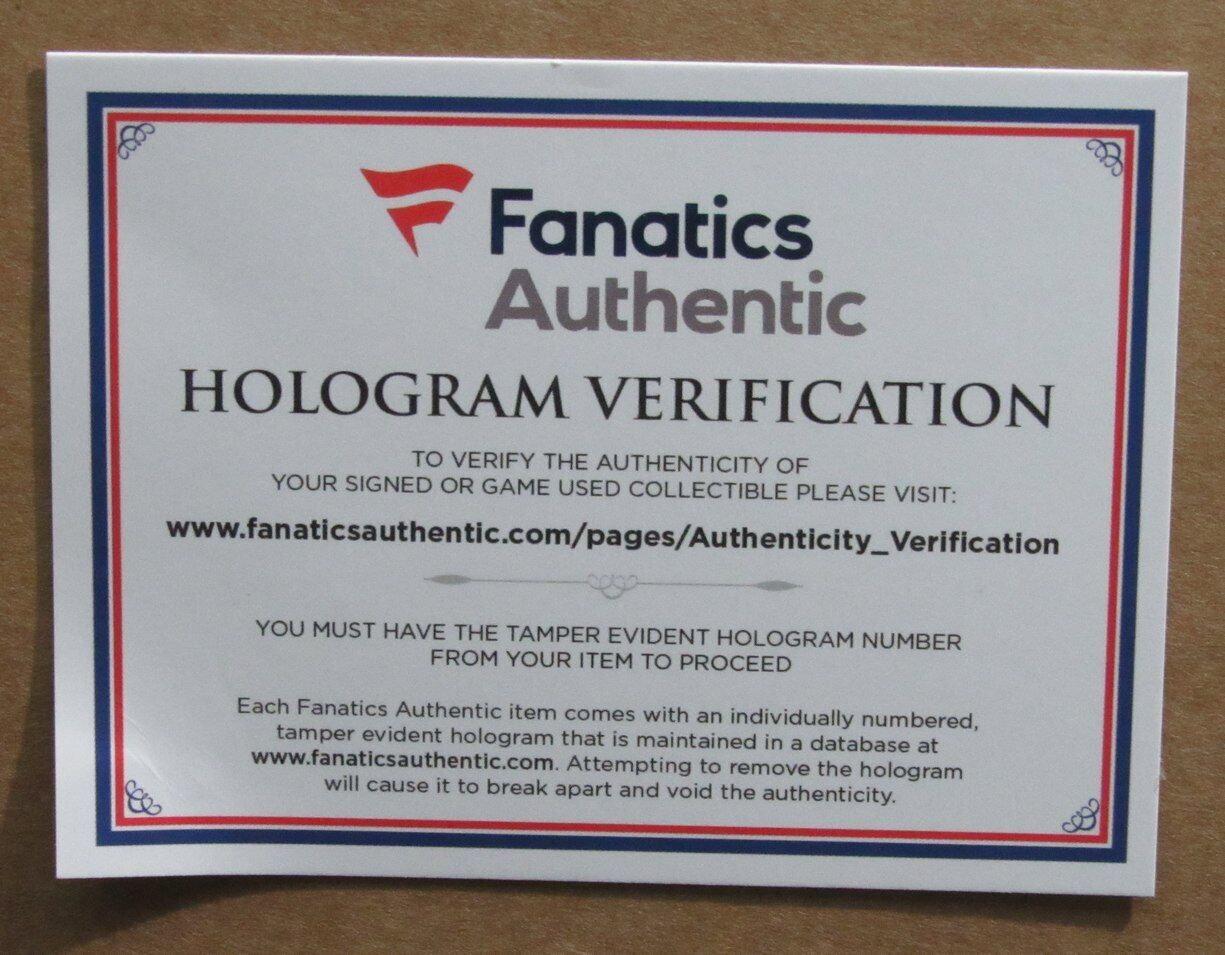 Fanatics
Authentic
HOLOGRAM VERIFICATION
TO VERIFY THE AUTHENTICITY OF
YOUR SIGNED OR GAME USED COLLECTIBLE PLEASE VISIT:
www.fanaticsauthentic.com/pages/Authenticity_Verification
YOU MUST HAVE THE TAMPER EVIDENT HOLOGRAM NUMBER
FROM YOUR ITEM TO PROCEED
Each Fanatics Authentic item comes with an individually numbered,
tamper evident hologram that is maintained in a database at
www.fanaticsauthentic.com. Attempting to remove the hologram
will cause it to break apart and void the authenticity.